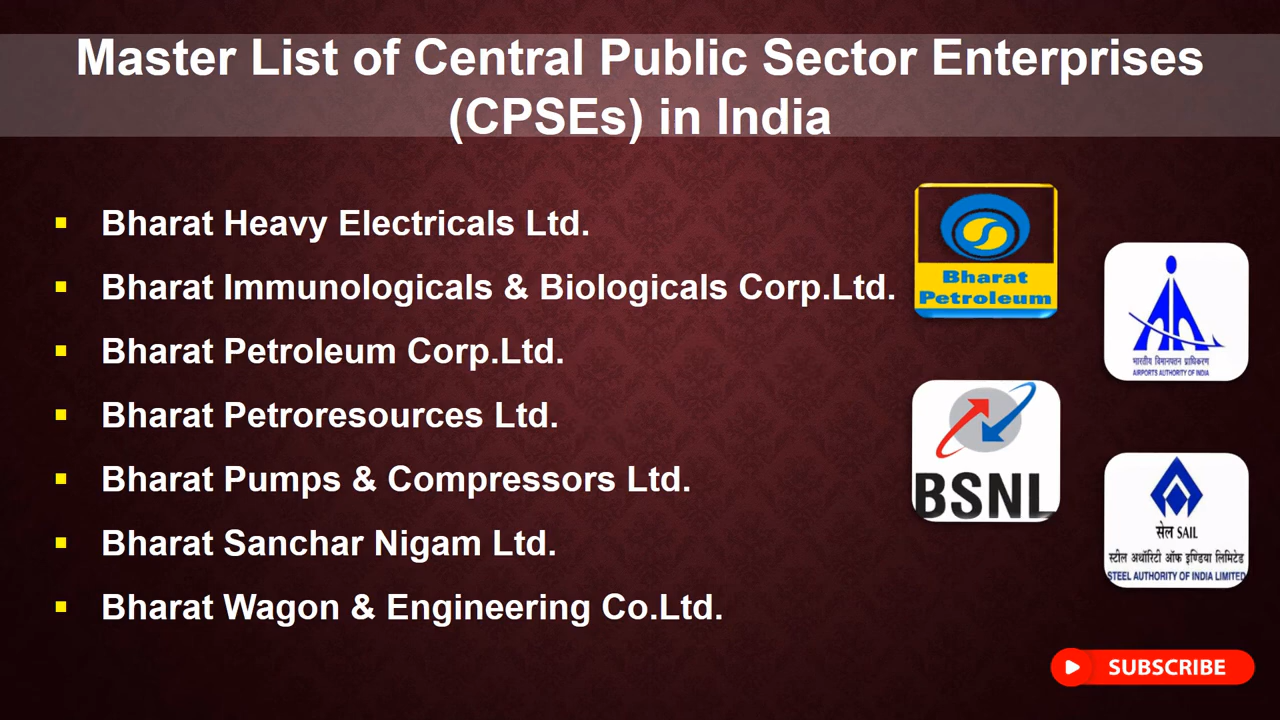 Master List of Central Public Sector Enterprises
(CPSEs) in India
Bharat Heavy Electricals Ltd.
Bharat Immunologicals & Biologicals Corp.Ltd.
Bharat Petroleum Corp.Ltd.
Bharat Petroresources Ltd.
Bharat Pumps & Compressors Ltd.
Bharat Sanchar Nigam Ltd.
Bharat Wagon & Engineering Co.Ltd.
Bharat
Petroleum
भारतीय विमानपत्तन प्राधिकरण
AIRPORTS AUTHORITY OF INDIA
BSNL
सेल SAIL
स्टील अथॉरिटी ऑफ इण्डिया लिमिटेड
STEEL AUTHORITY OF INDIA LIMITED
SUBSCRIBE